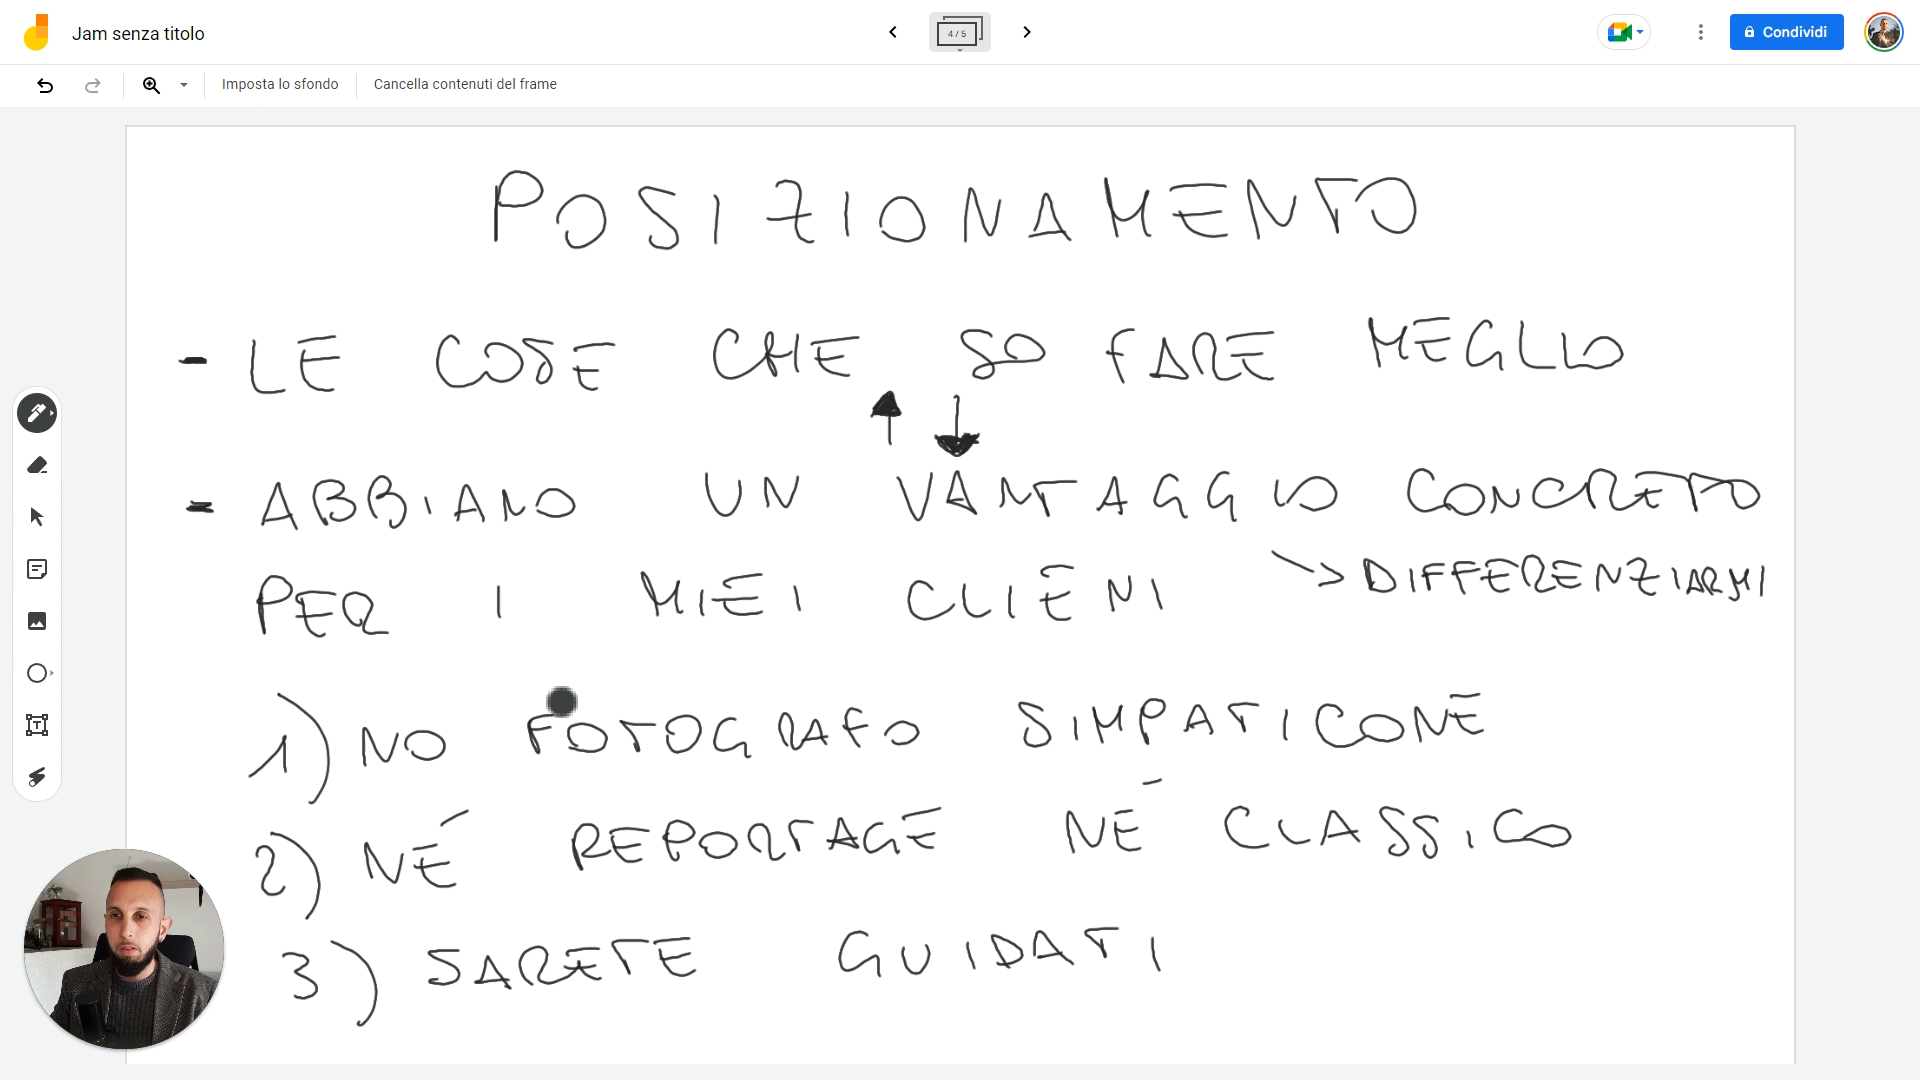 Jam senza titolo
4 / 5
Condividi
Imposta lo sfondo
Cancella contenuti del frame
POSIZIONAMENTO
- LE COSE CHE SO FARE MEGLIO
- ABBIANO UN VANTAGGIO CONCRETO
PER I MIEI CLIENI -> DIFFERENZIARMI
1) NO FOTOGRAFO SIMPATICONE
2) NÉ REPORTAGE NÉ CLASSICO
3) SARETE GUIDATI